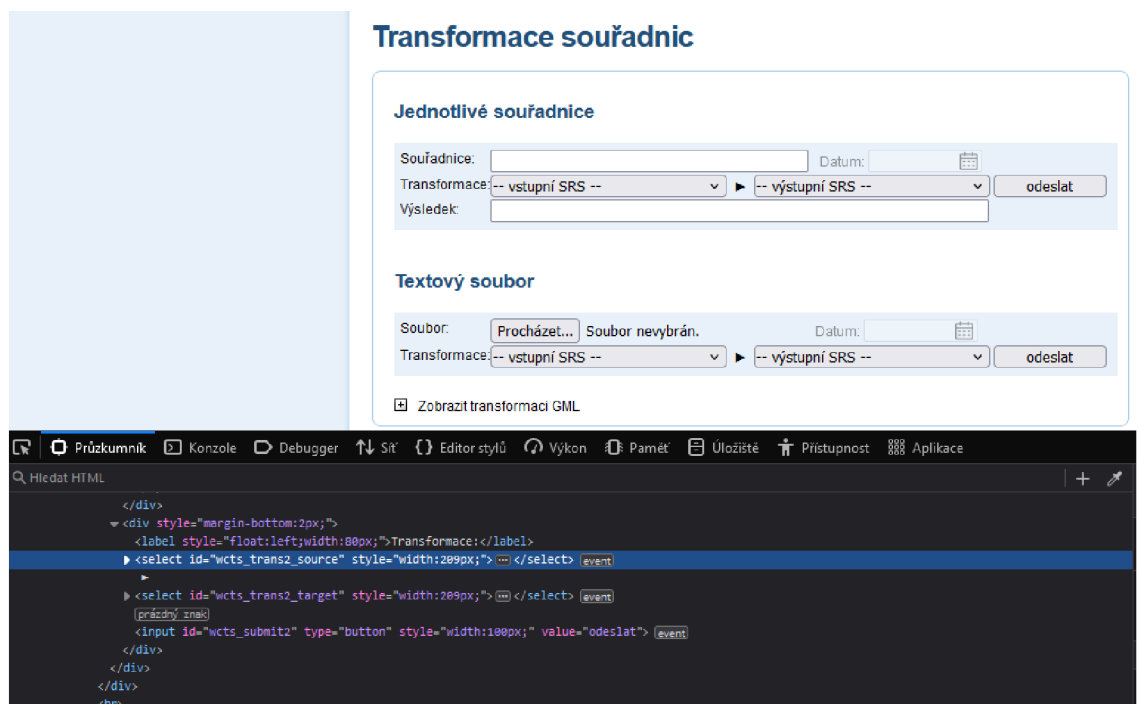 Transformace souřadnic
Jednotlivé souřadnice
Souřadnice: Datum:
Transformace: -- vstupní SRS -- ► -- výstupní SRS -- odeslat
Výsledek:
Textový soubor
Soubor: Procházet... Soubor nevybrán. Datum:
Transformace: -- vstupní SRS -- ► -- výstupní SRS -- odeslat
Zobrazit transformaci GML
Průzkumník Konzole Debugger Síť Editor stylů Výkon Paměť Úložiště Přístupnost Aplikace
Hledat HTML
</div>
<div style="margin-bottom:2px;">
<label style="float:left;width:80px;">Transformace:</label>
<select id="wcts_trans2_source" style="width:209px;">⋯</select> event
►
<select id="wcts_trans2_target" style="width:209px;">⋯</select> event
prázdný znak
<input id="wcts_submit2" type="button" style="width:100px;" value="odeslat"> event
</div>
</div>
</div>
<br>